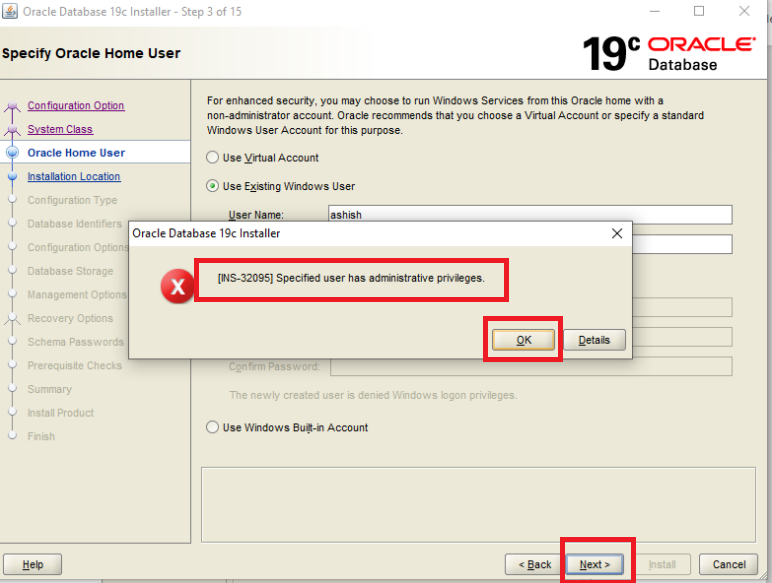 Oracle Database 19c Installer - Step 3 of 15
Specify Oracle Home User
19c ORACLE
Database
Configuration Option
System Class
Oracle Home User
Installation Location
Configuration Type
Database Identifiers
Configuration Options
Database Storage
Management Options
Recovery Options
Schema Passwords
Prerequisite Checks
Summary
Install Product
Finish
For enhanced security, you may choose to run Windows Services from this Oracle home with a
non-administrator account. Oracle recommends that you choose a Virtual Account or specify a standard
Windows User Account for this purpose.
Use Virtual Account
Use Existing Windows User
User Name: ashish
Oracle Database 19c Installer
[INS-32095] Specified user has administrative privileges.
OK Details
Confirm Password:
The newly created user is denied Windows logon privileges.
Use Windows Built-in Account
Help < Back Next > Install Cancel